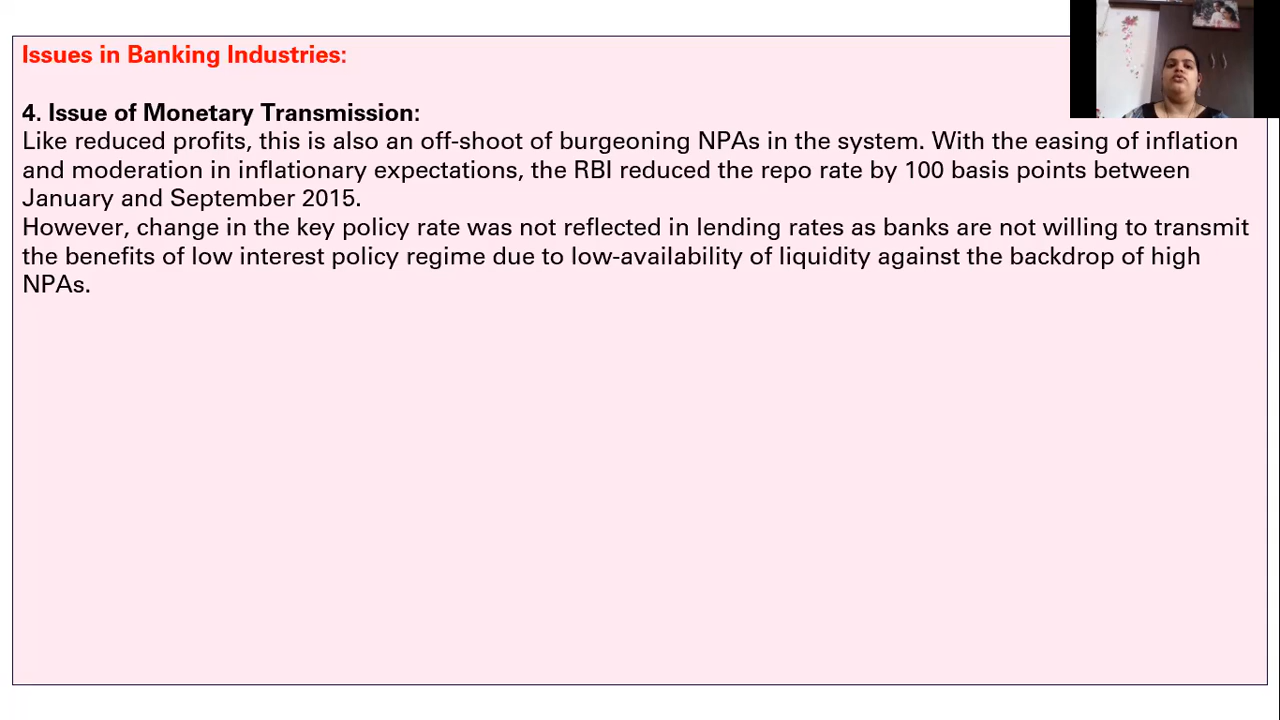 Issues in Banking Industries:
4. Issue of Monetary Transmission:
Like reduced profits, this is also an off-shoot of burgeoning NPAs in the system. With the easing of inflation
and moderation in inflationary expectations, the RBI reduced the repo rate by 100 basis points between
January and September 2015.
However, change in the key policy rate was not reflected in lending rates as banks are not willing to transmit
the benefits of low interest policy regime due to low-availability of liquidity against the backdrop of high
NPAs.